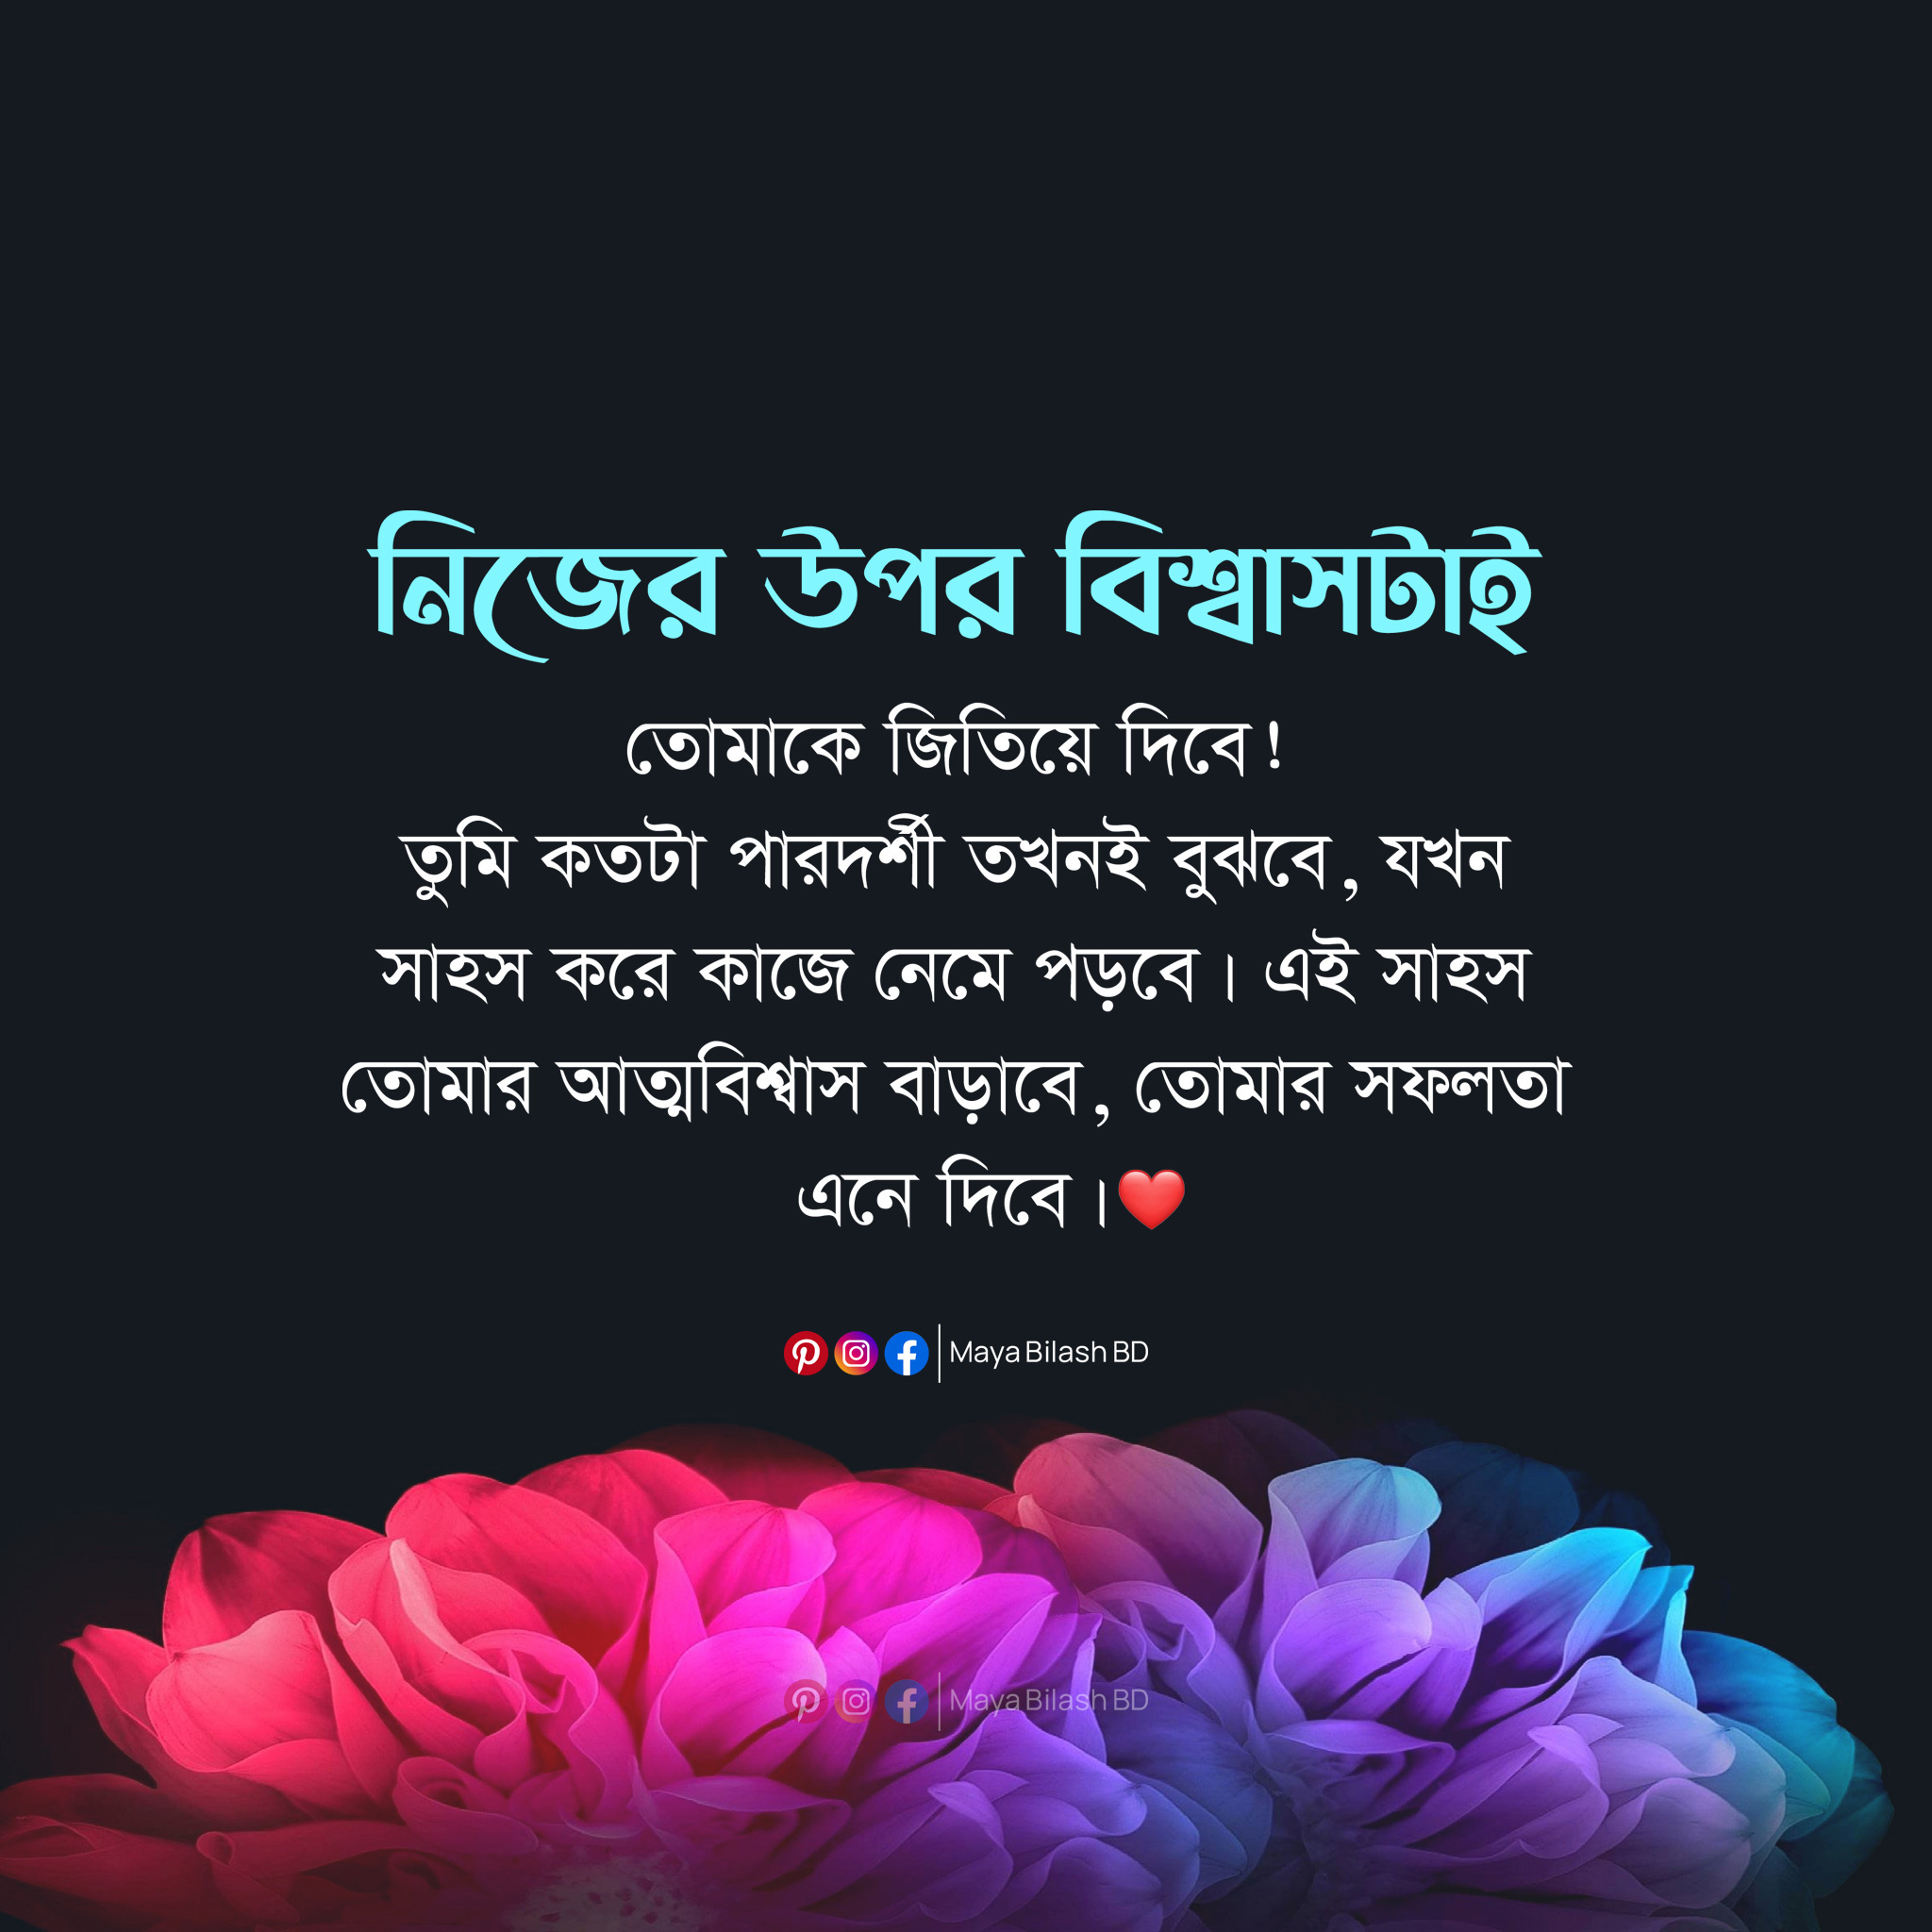 নিজের উপর বিশ্বাসটাই
তোমাকে জিতিয়ে দিবে!
তুমি কতটা পারদর্শী তখনই বুঝবে, যখন
সাহস করে কাজে নেমে পড়বে। এই সাহস
তোমার আত্মবিশ্বাস বাড়াবে, তোমার সফলতা
এনে দিবে।❤️
Maya Bilash BD
Maya Bilash BD